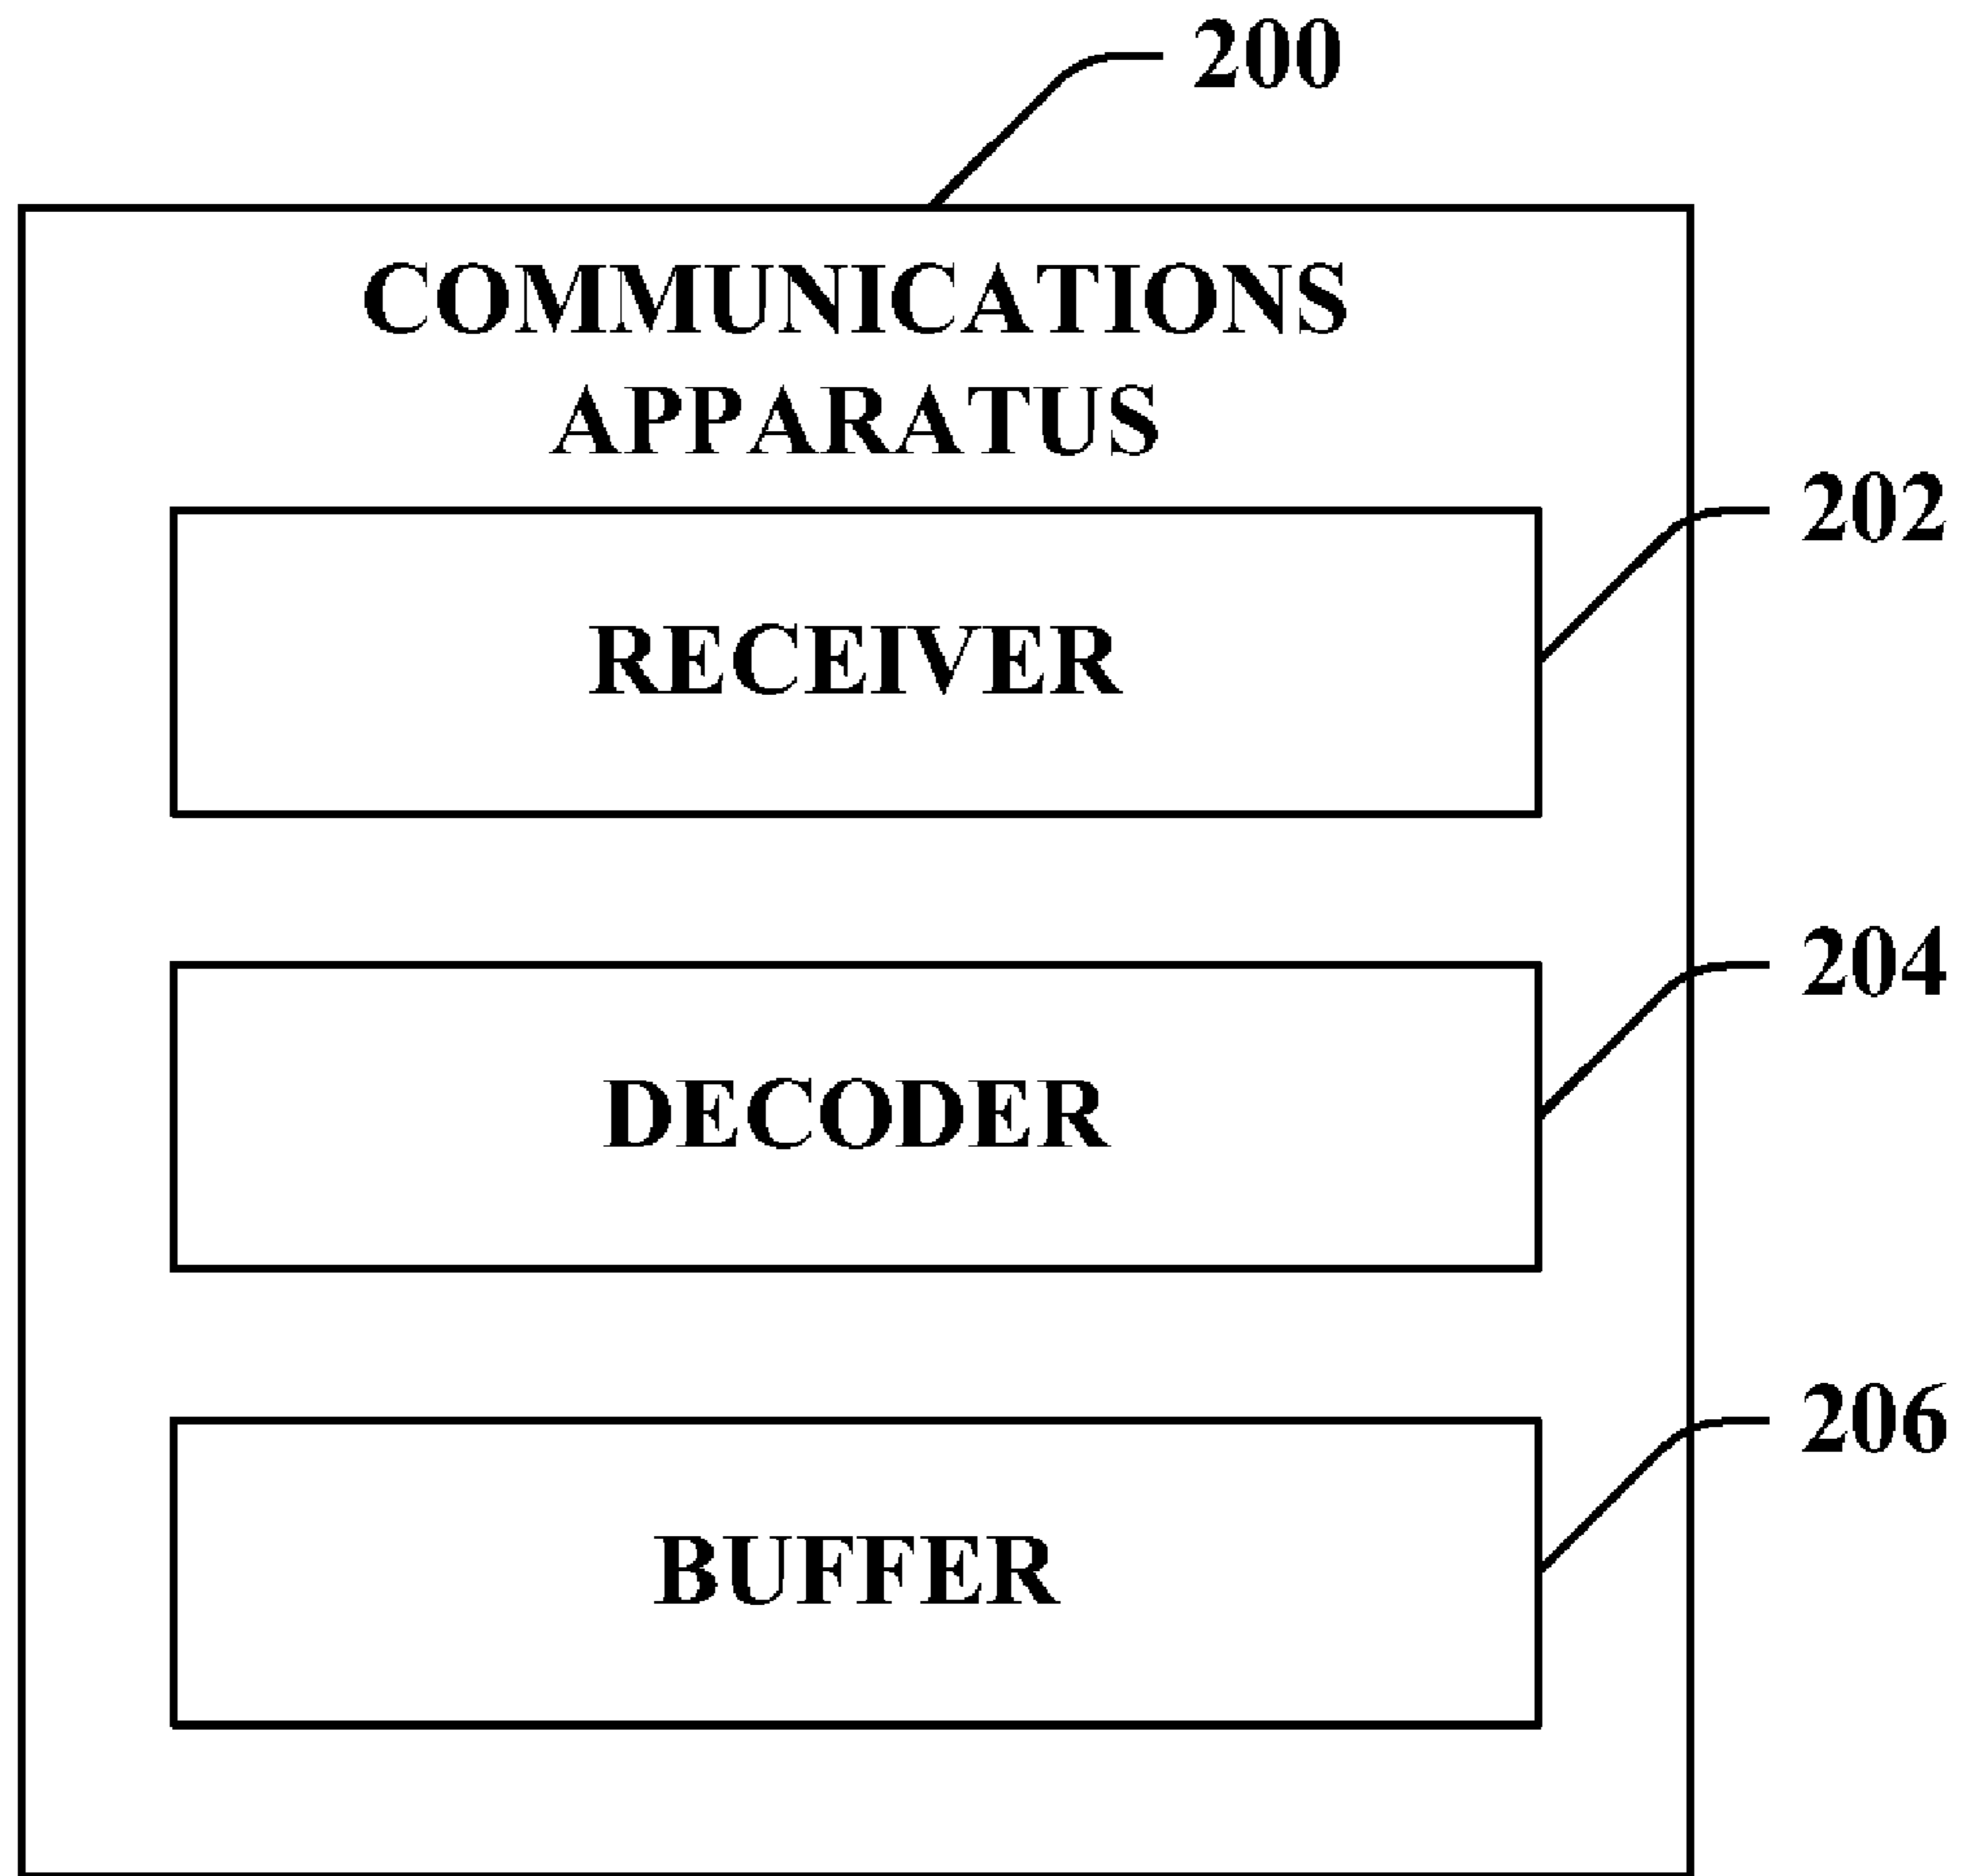 200
COMMUNICATIONS
APPARATUS
202
RECEIVER
204
DECODER
206
BUFFER